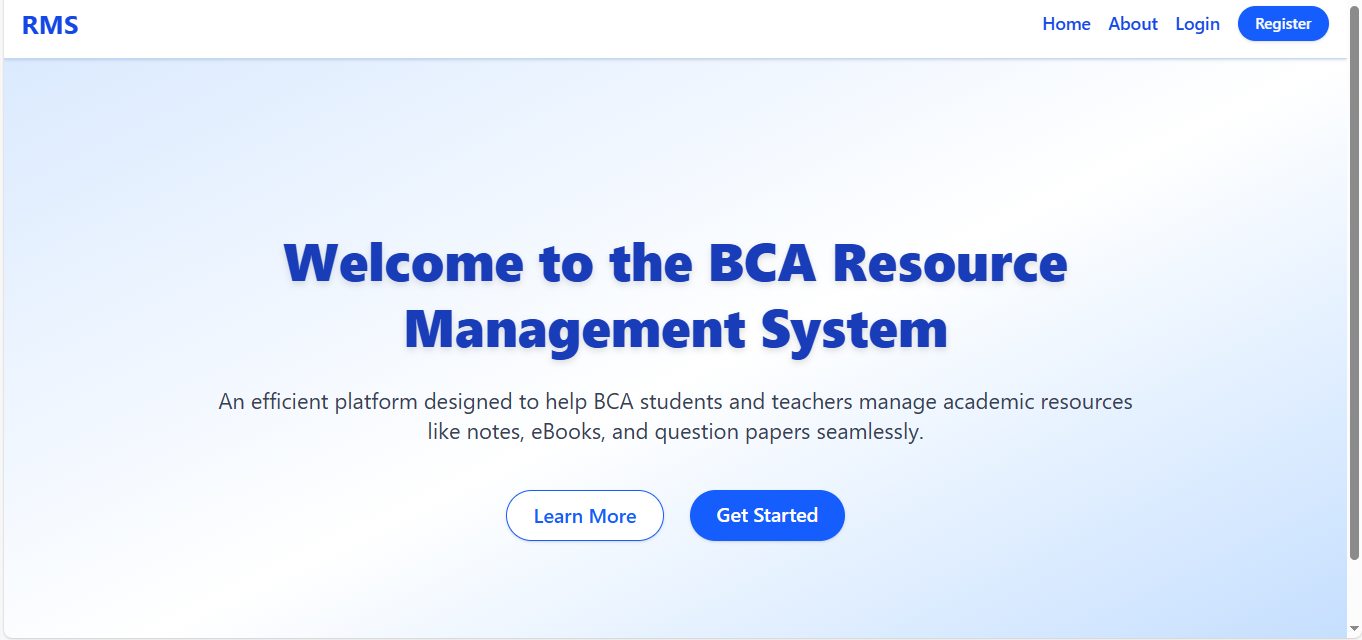 RMS
Home About Login Register
Welcome to the BCA Resource
Management System
An efficient platform designed to help BCA students and teachers manage academic resources
like notes, eBooks, and question papers seamlessly.
Learn More Get Started